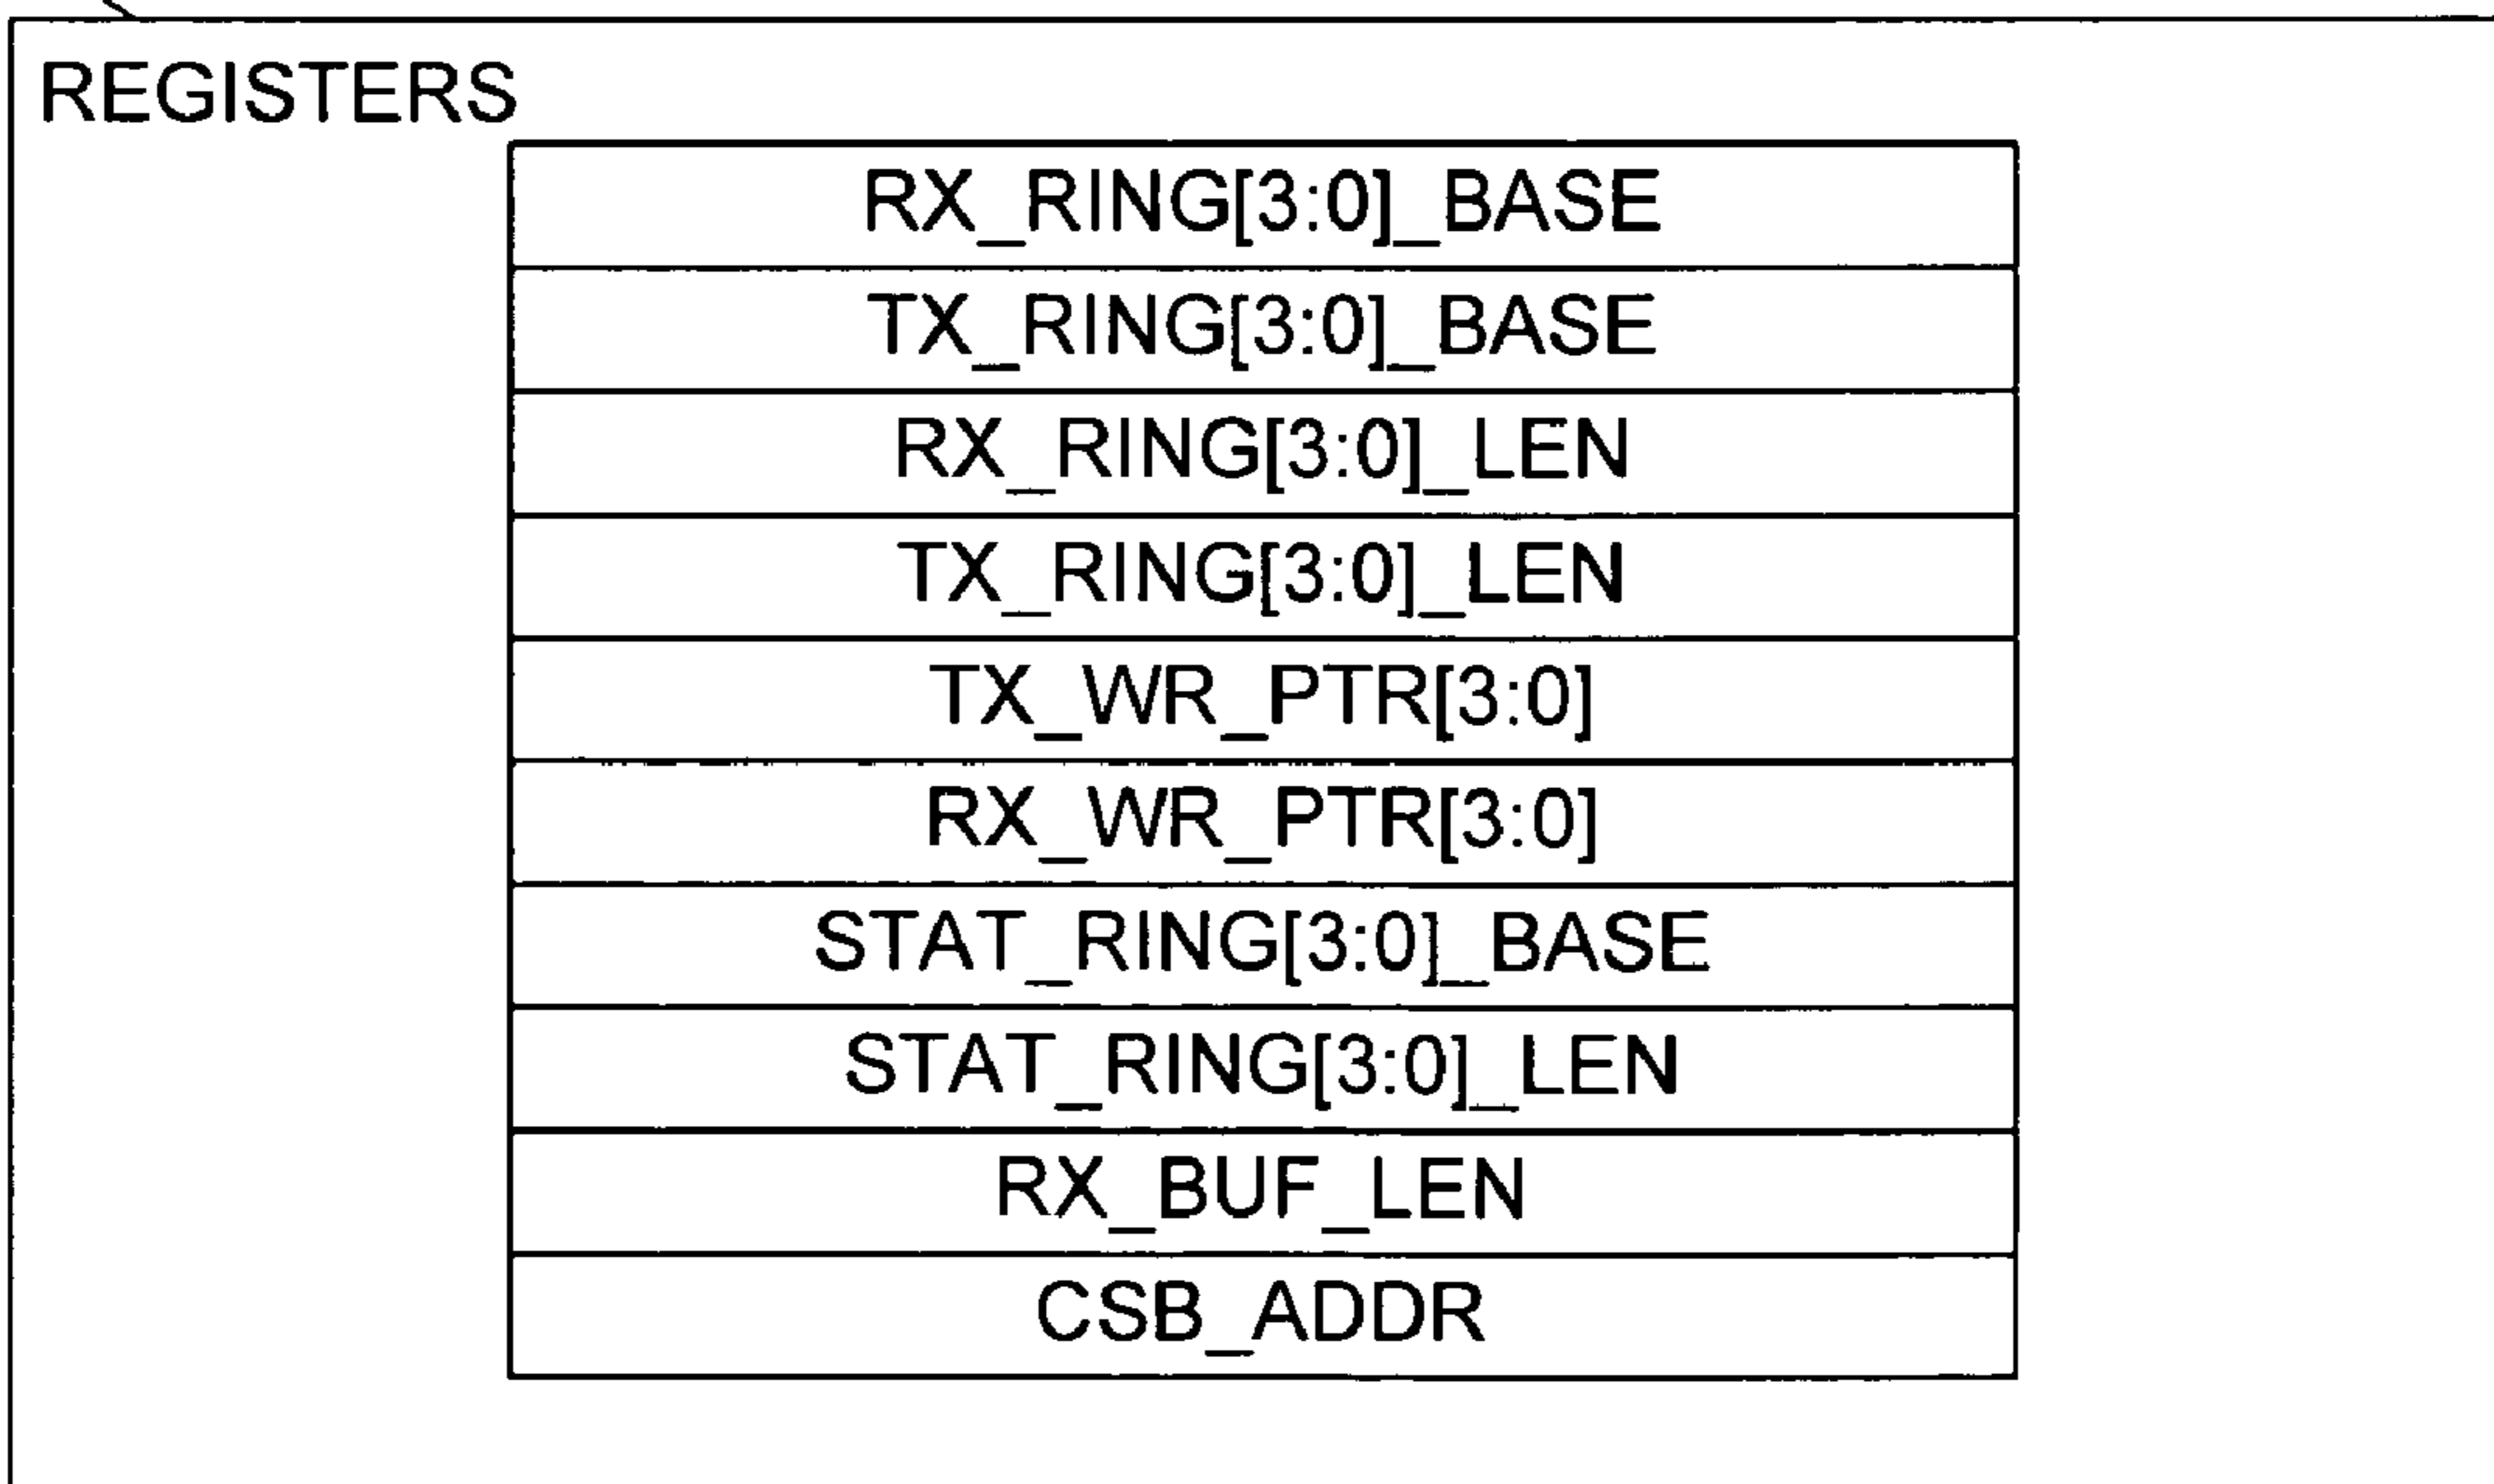 REGISTERS
RX_RING[3:0]_BASE
TX_RING[3:0]_BASE
RX_RING[3:0]_LEN
TX_RING[3:0]_LEN
TX_WR_PTR[3:0]
RX_WR_PTR[3:0]
STAT_RING[3:0]_BASE
STAT_RING[3:0]_LEN
RX_BUF_LEN
CSB_ADDR